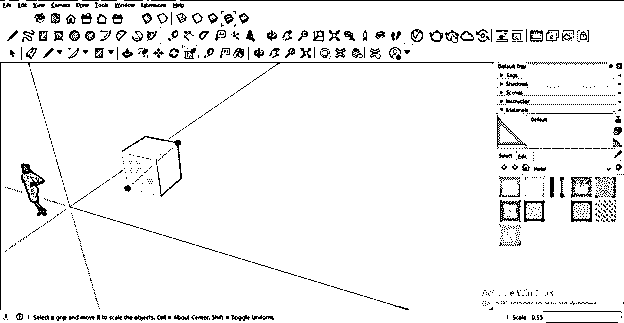 File Edit View Camera Draw Tools Window Extensions Help
Default Tray
Tags
Shadows
Scenes
Instructor
Materials
Default
Select Edit
Model
Select a grip and move it to scale the objects. Ctrl = About Center, Shift = Toggle Uniform.
Scale 0.55